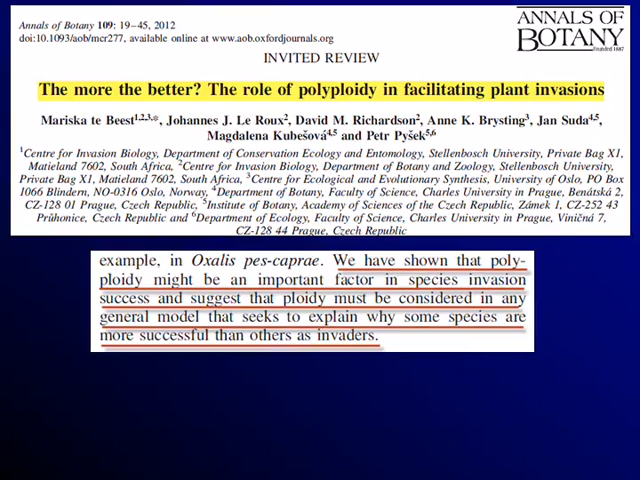 Annals of Botany 109: 19–45, 2012
doi:10.1093/aob/mcr277, available online at www.aob.oxfordjournals.org
ANNALS OF
BOTANY
Founded 1887
INVITED REVIEW
The more the better? The role of polyploidy in facilitating plant invasions
Mariska te Beest1,2,3,*, Johannes J. Le Roux2, David M. Richardson2, Anne K. Brysting3, Jan Suda4,5,
Magdalena Kubešová4,5 and Petr Pyšek5,6
1Centre for Invasion Biology, Department of Conservation Ecology and Entomology, Stellenbosch University, Private Bag X1,
Matieland 7602, South Africa, 2Centre for Invasion Biology, Department of Botany and Zoology, Stellenbosch University,
Private Bag X1, Matieland 7602, South Africa, 3Centre for Ecological and Evolutionary Synthesis, University of Oslo, PO Box
1066 Blindern, NO-0316 Oslo, Norway, 4Department of Botany, Faculty of Science, Charles University in Prague, Benátská 2,
CZ-128 01 Prague, Czech Republic, 5Institute of Botany, Academy of Sciences of the Czech Republic, Zámek 1, CZ-252 43
Průhonice, Czech Republic and 6Department of Ecology, Faculty of Science, Charles University in Prague, Viničná 7,
CZ-128 44 Prague, Czech Republic
example, in Oxalis pes-caprae. We have shown that poly-
ploidy might be an important factor in species invasion
success and suggest that ploidy must be considered in any
general model that seeks to explain why some species are
more successful than others as invaders.